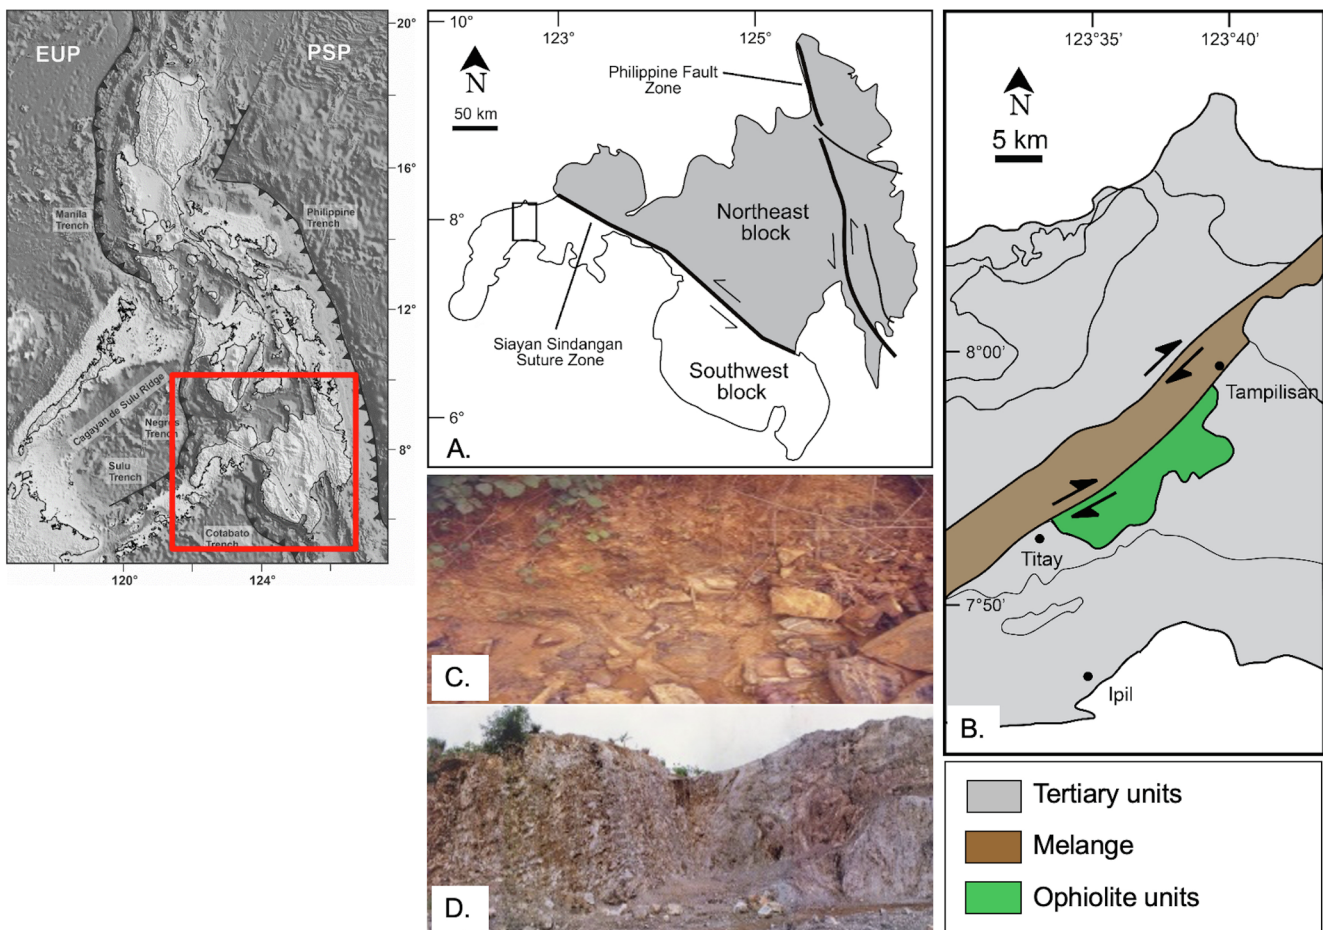 EUP
PSP
20°
16°
12°
8°
Manila
Trench
Philippine
Trench
Cagayan de Sulu Ridge
Negros
Trench
Sulu
Trench
Cotabato
Trench
120°
124°
10°
8°
6°
123°
125°
N
50 km
Philippine Fault
Zone
Northeast
block
Siayan Sindangan
Suture Zone
Southwest
block
A.
C.
D.
123°35'
123°40'
N
5 km
8°00'
7°50'
Tampilisan
Titay
Ipil
B.
Tertiary units
Melange
Ophiolite units